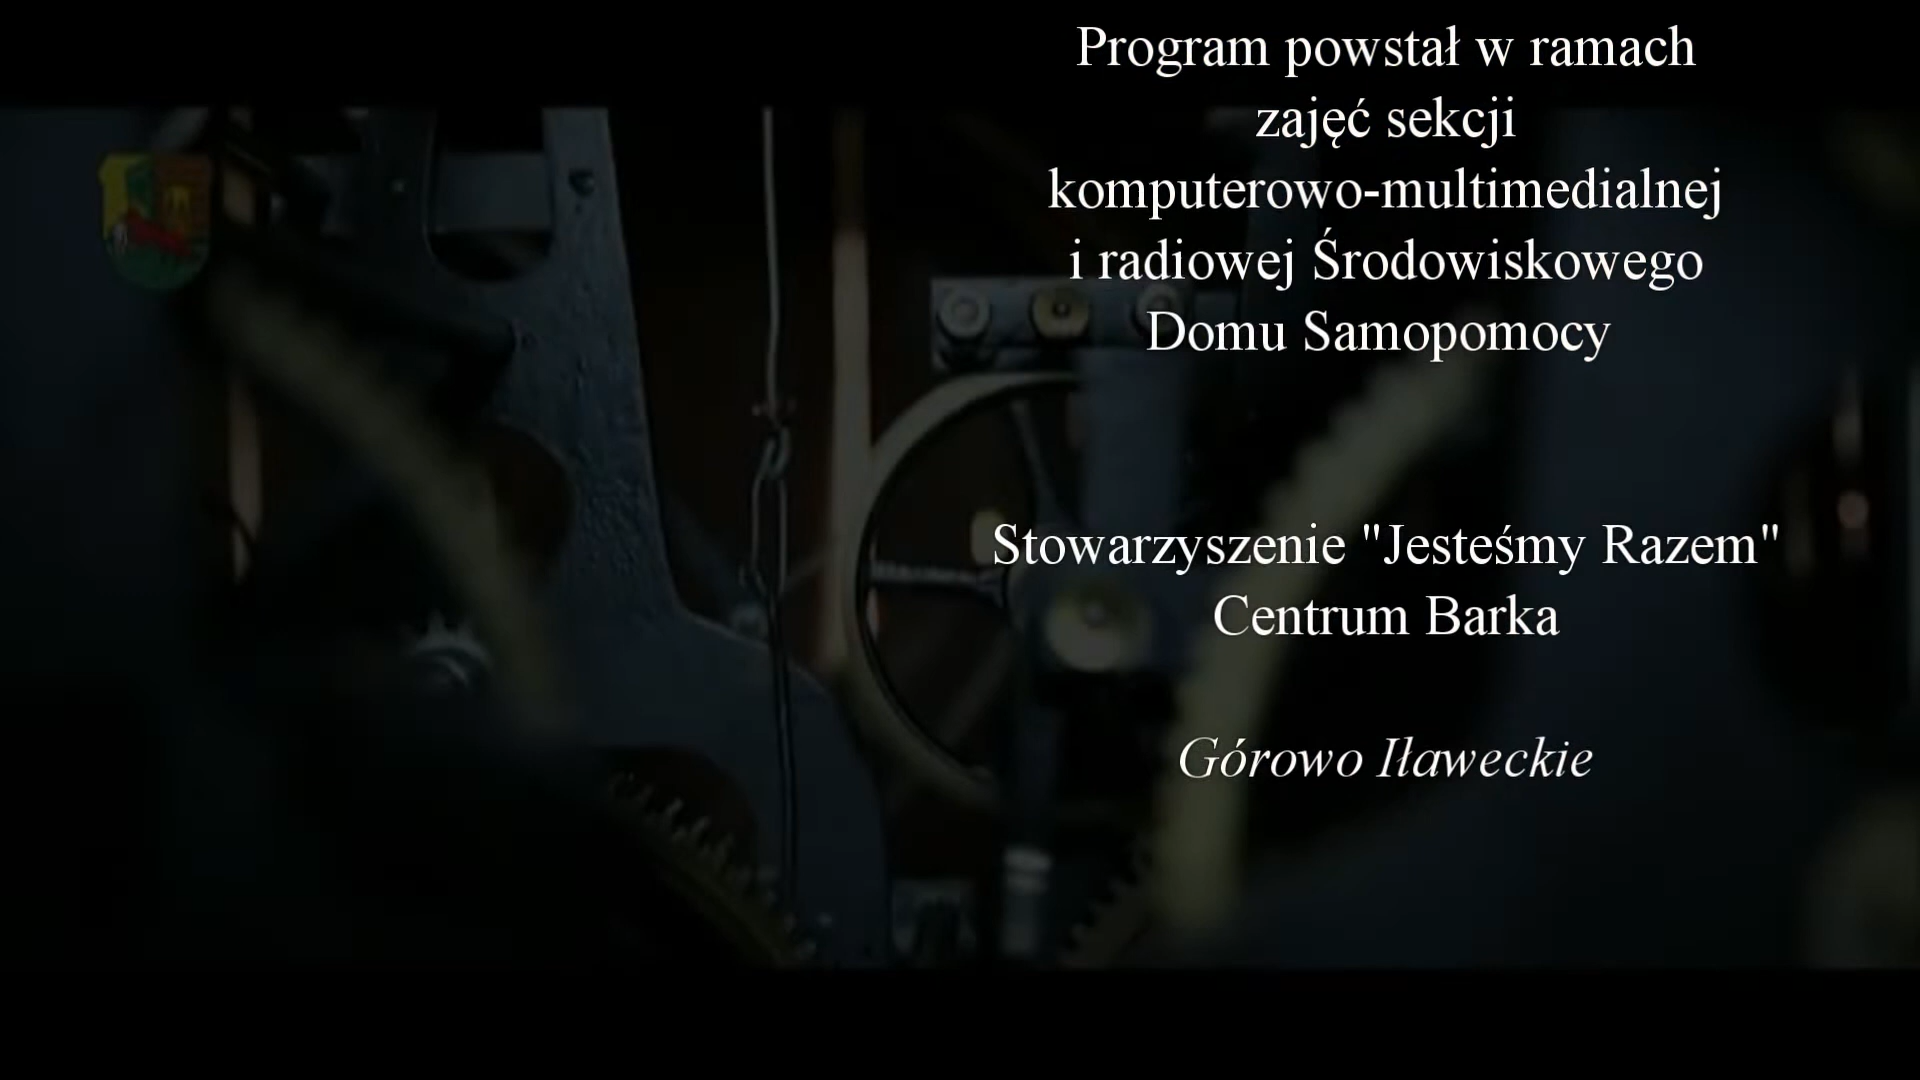 Program powstał w ramach
zajęć sekcji
komputerowo-multimedialnej
i radiowej Środowiskowego
Domu Samopomocy
Stowarzyszenie "Jesteśmy Razem"
Centrum Barka
Górowo Iławeckie